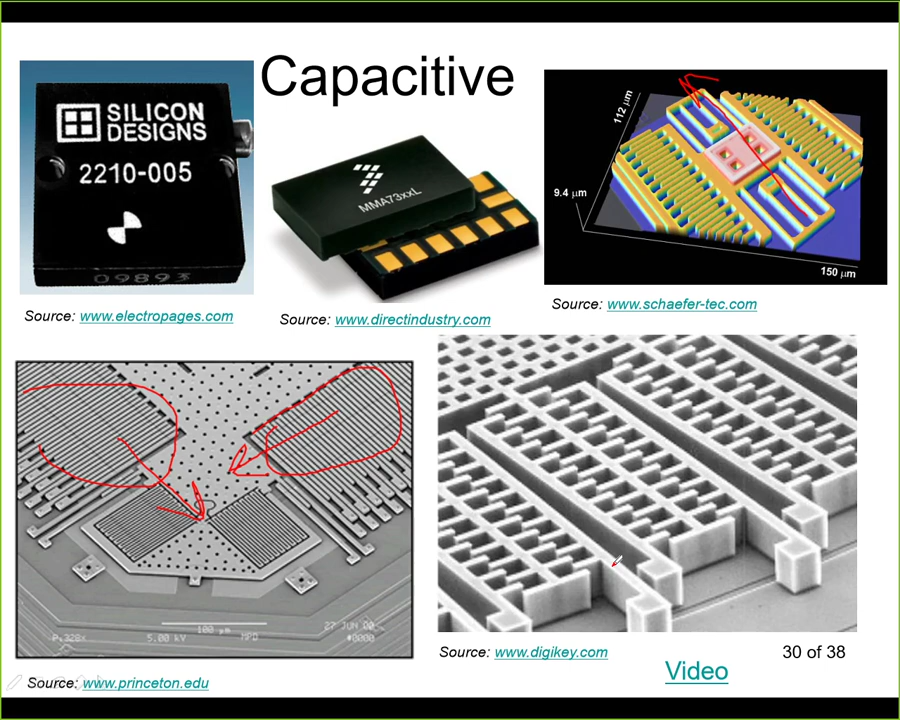 Capacitive
SILICON
DESIGNS
2210-005
MMA73xxL
112 µm
9.4 µm
150 µm
Source: www.electropages.com
Source: www.directindustry.com
Source: www.schaefer-tec.com
5.00 kV
100 µm
MPD
27 JUN 00
#0000
Source: www.digikey.com
30 of 38
Video
Source: www.princeton.edu